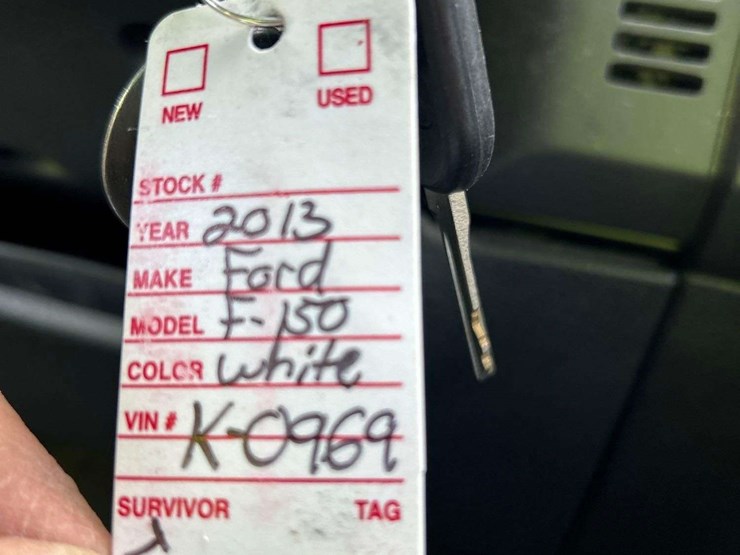 NEW USED
STOCK #
YEAR 2013
MAKE Ford
MODEL F-150
COLOR white
VIN # K-0969
SURVIVOR TAG